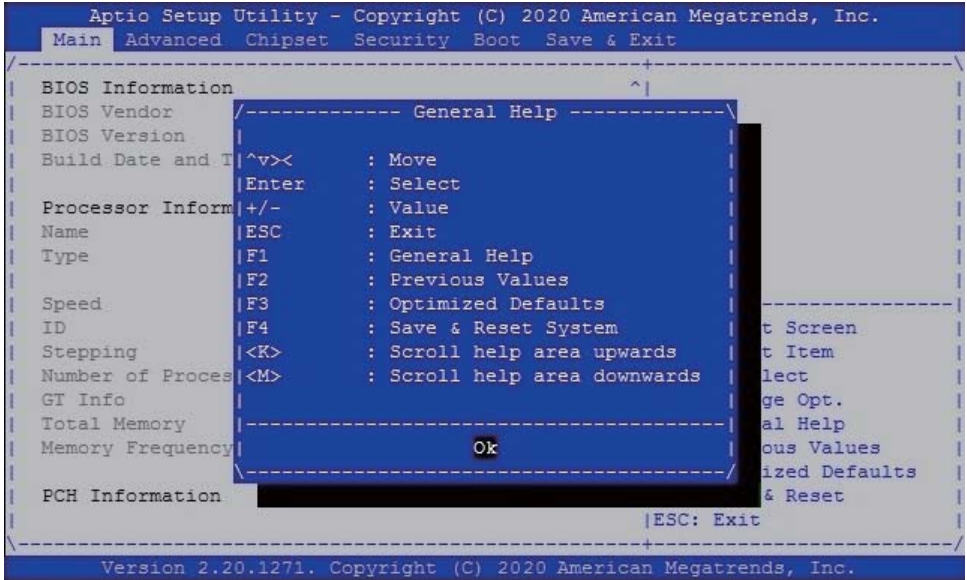 Aptio Setup Utility - Copyright (C) 2020 American Megatrends, Inc.
Main Advanced Chipset Security Boot Save & Exit
BIOS Information
BIOS Vendor
BIOS Version
Build Date and T
Processor Inform
Name
Type
Speed
ID
Stepping
Number of Proces
GT Info
Total Memory
Memory Frequency
PCH Information
General Help
^v>< : Move
Enter : Select
+/- : Value
ESC : Exit
F1 : General Help
F2 : Previous Values
F3 : Optimized Defaults
F4 : Save & Reset System
<K> : Scroll help area upwards
<M> : Scroll help area downwards
Ok
t Screen
t Item
lect
ge Opt.
al Help
ous Values
ized Defaults
& Reset
ESC: Exit
Version 2.20.1271. Copyright (C) 2020 American Megatrends, Inc.